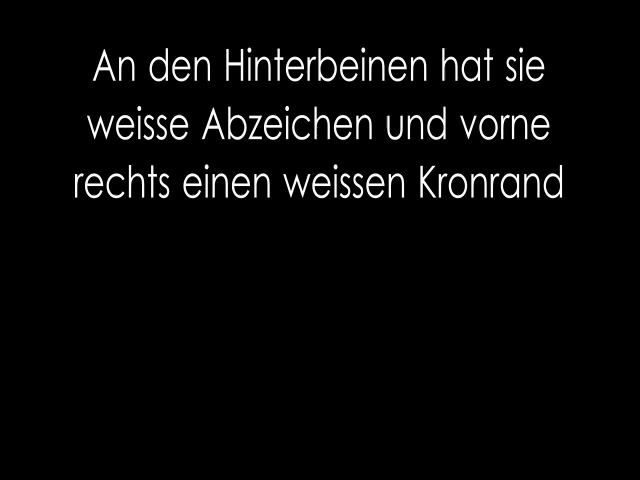 An den Hinterbeinen hat sie
weisse Abzeichen und vorne
rechts einen weissen Kronrand